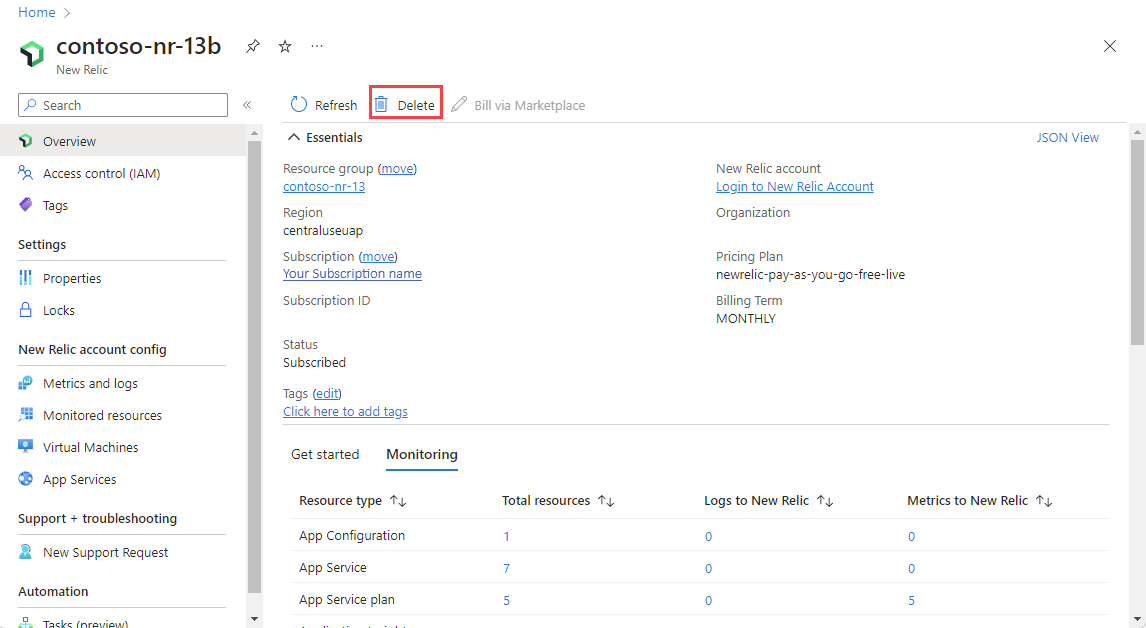 Home
contoso-nr-13b
New Relic
Search
Overview
Access control (IAM)
Tags
Settings
Properties
Locks
New Relic account config
Metrics and logs
Monitored resources
Virtual Machines
App Services
Support + troubleshooting
New Support Request
Automation
Tasks (preview)
Refresh Delete Bill via Marketplace
Essentials JSON View
Resource group (move)
contoso-nr-13
Region
centraluseuap
Subscription (move)
Your Subscription name
Subscription ID
Status
Subscribed
Tags (edit)
Click here to add tags
New Relic account
Login to New Relic Account
Organization
Pricing Plan
newrelic-pay-as-you-go-free-live
Billing Term
MONTHLY
Get started Monitoring
Resource type Total resources Logs to New Relic Metrics to New Relic
App Configuration 1 0 0
App Service 7 0 0
App Service plan 5 0 5